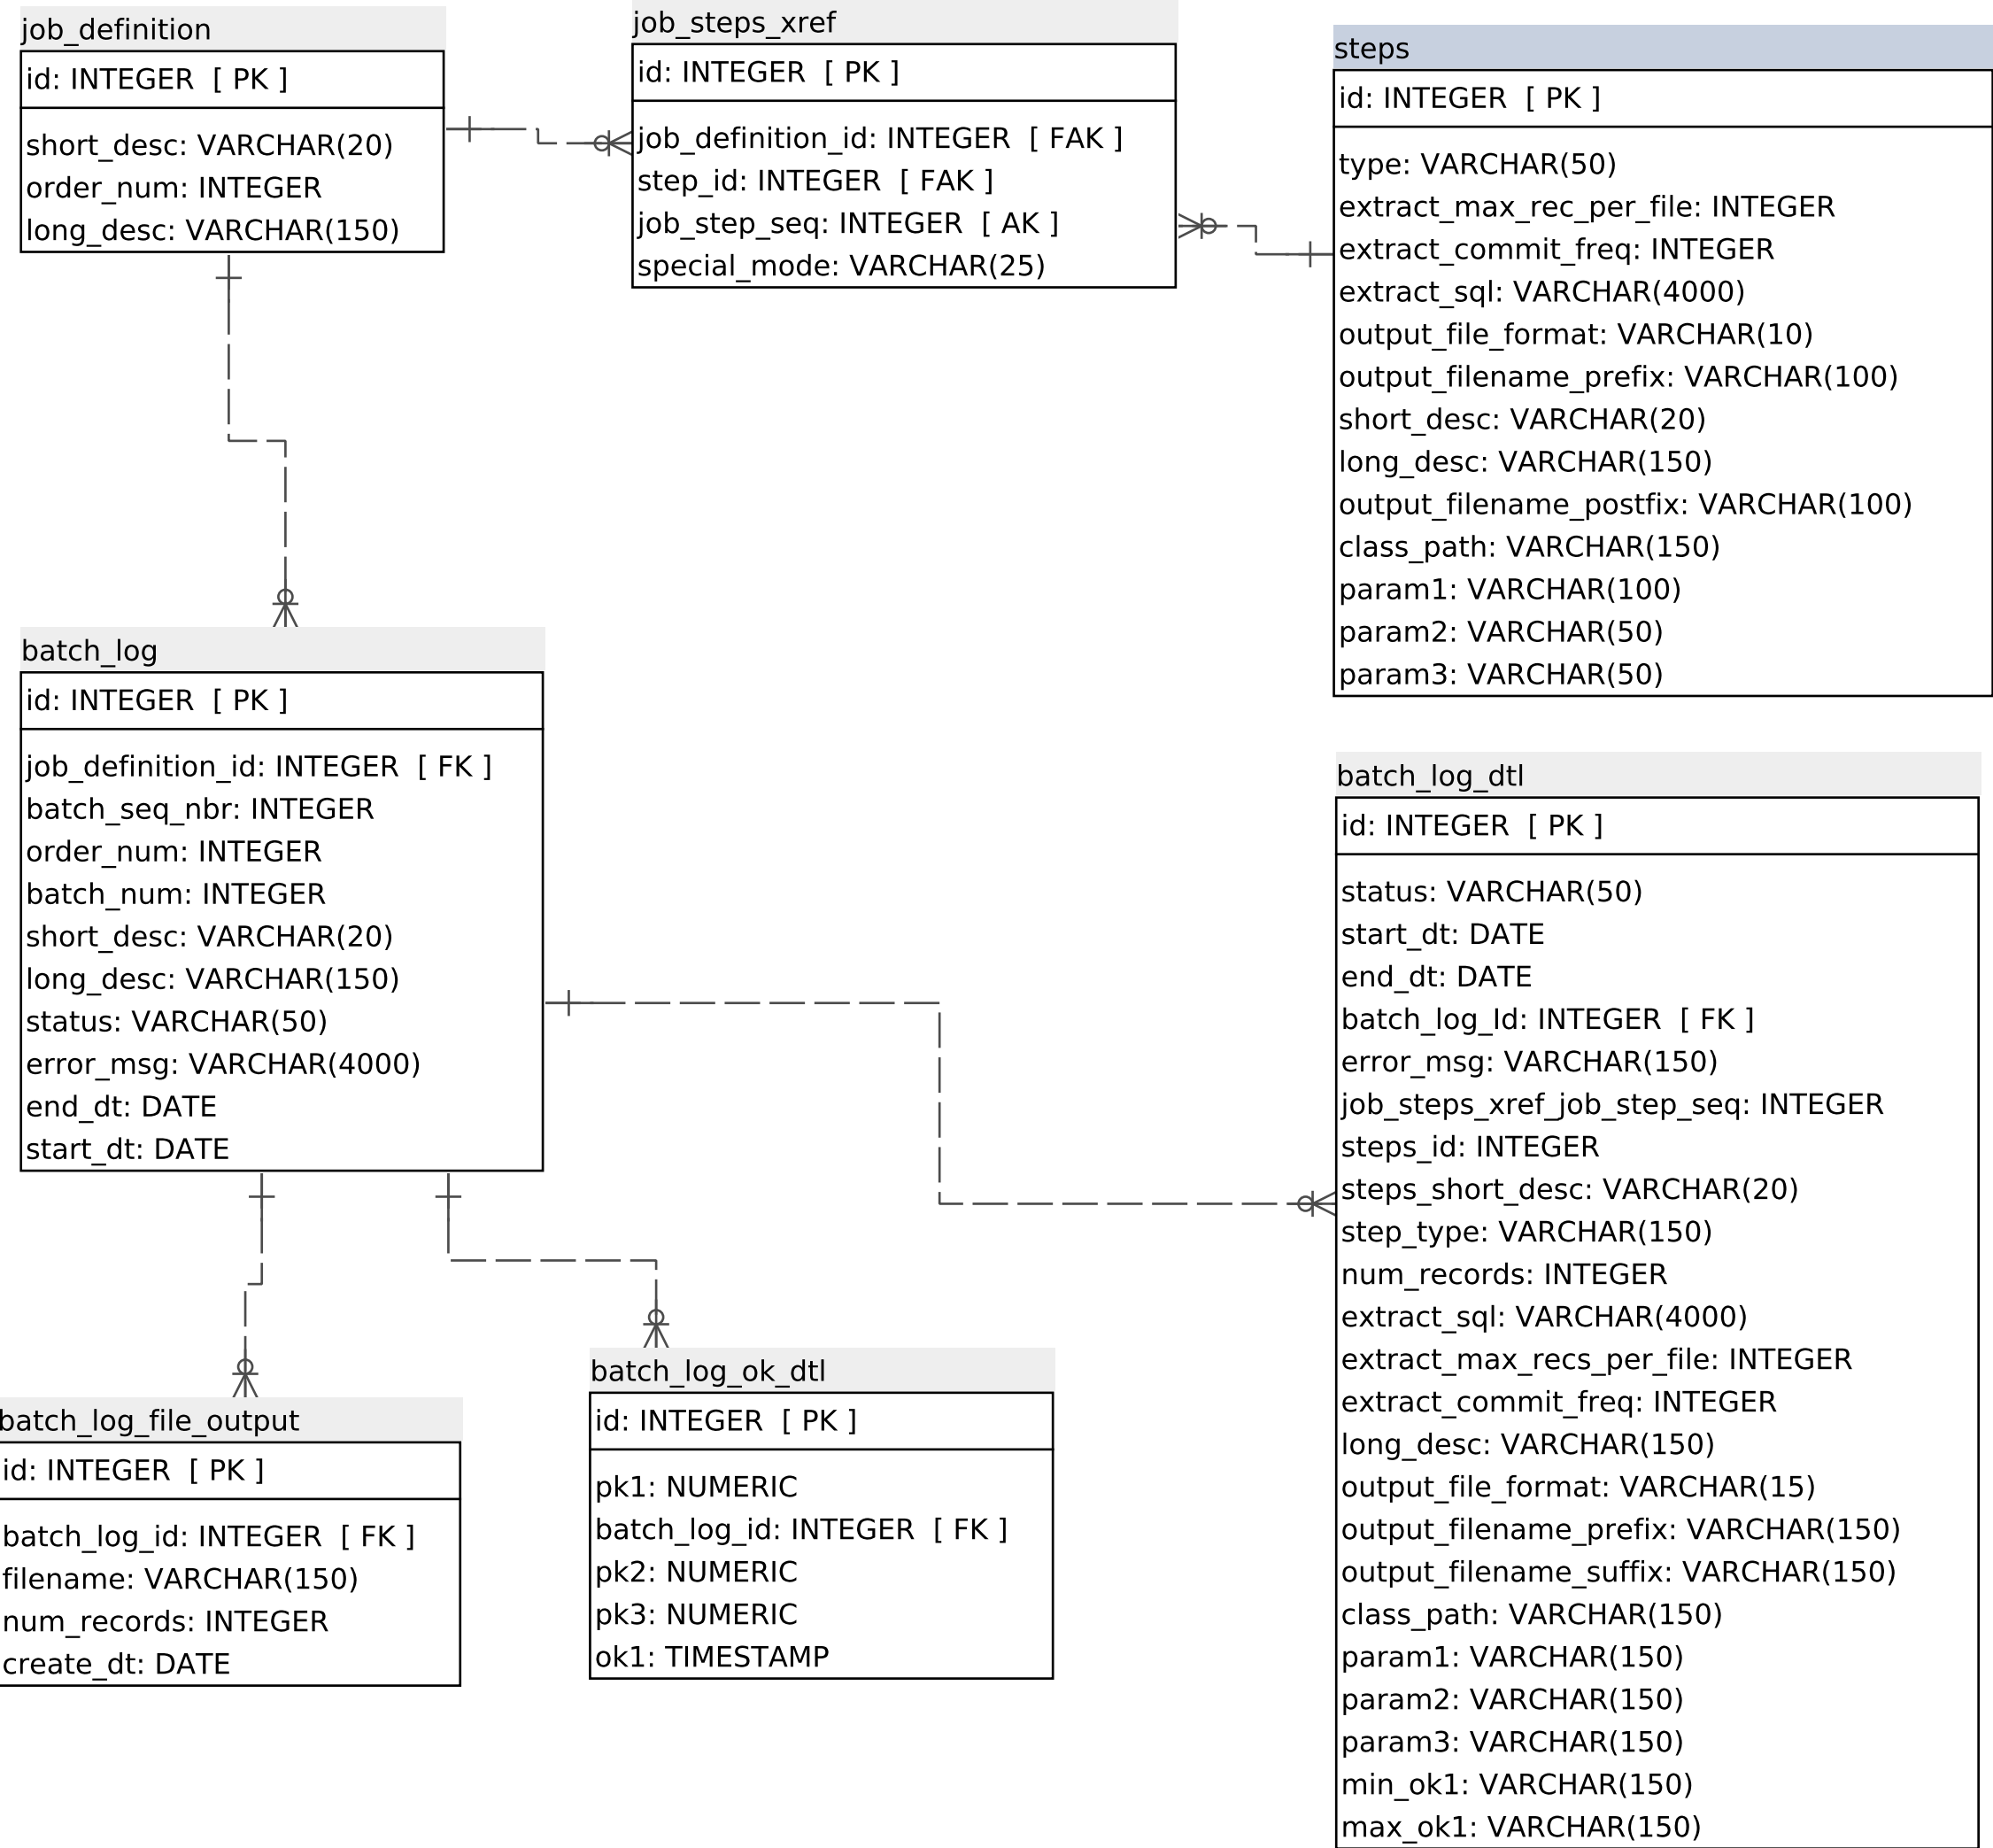 job_definition
id: INTEGER  [ PK ]
short_desc: VARCHAR(20)
order_num: INTEGER
long_desc: VARCHAR(150)
job_steps_xref
id: INTEGER  [ PK ]
job_definition_id: INTEGER  [ FAK ]
step_id: INTEGER  [ FAK ]
job_step_seq: INTEGER  [ AK ]
special_mode: VARCHAR(25)
steps
id: INTEGER  [ PK ]
type: VARCHAR(50)
extract_max_rec_per_file: INTEGER
extract_commit_freq: INTEGER
extract_sql: VARCHAR(4000)
output_file_format: VARCHAR(10)
output_filename_prefix: VARCHAR(100)
short_desc: VARCHAR(20)
long_desc: VARCHAR(150)
output_filename_postfix: VARCHAR(100)
class_path: VARCHAR(150)
param1: VARCHAR(100)
param2: VARCHAR(50)
param3: VARCHAR(50)
batch_log
id: INTEGER  [ PK ]
job_definition_id: INTEGER  [ FK ]
batch_seq_nbr: INTEGER
order_num: INTEGER
batch_num: INTEGER
short_desc: VARCHAR(20)
long_desc: VARCHAR(150)
status: VARCHAR(50)
error_msg: VARCHAR(4000)
end_dt: DATE
start_dt: DATE
batch_log_dtl
id: INTEGER  [ PK ]
status: VARCHAR(50)
start_dt: DATE
end_dt: DATE
batch_log_Id: INTEGER  [ FK ]
error_msg: VARCHAR(150)
job_steps_xref_job_step_seq: INTEGER
steps_id: INTEGER
steps_short_desc: VARCHAR(20)
step_type: VARCHAR(150)
num_records: INTEGER
extract_sql: VARCHAR(4000)
extract_max_recs_per_file: INTEGER
extract_commit_freq: INTEGER
long_desc: VARCHAR(150)
output_file_format: VARCHAR(15)
output_filename_prefix: VARCHAR(150)
output_filename_suffix: VARCHAR(150)
class_path: VARCHAR(150)
param1: VARCHAR(150)
param2: VARCHAR(150)
param3: VARCHAR(150)
min_ok1: VARCHAR(150)
max_ok1: VARCHAR(150)
batch_log_file_output
id: INTEGER  [ PK ]
batch_log_id: INTEGER  [ FK ]
filename: VARCHAR(150)
num_records: INTEGER
create_dt: DATE
batch_log_ok_dtl
id: INTEGER  [ PK ]
pk1: NUMERIC
batch_log_id: INTEGER  [ FK ]
pk2: NUMERIC
pk3: NUMERIC
ok1: TIMESTAMP